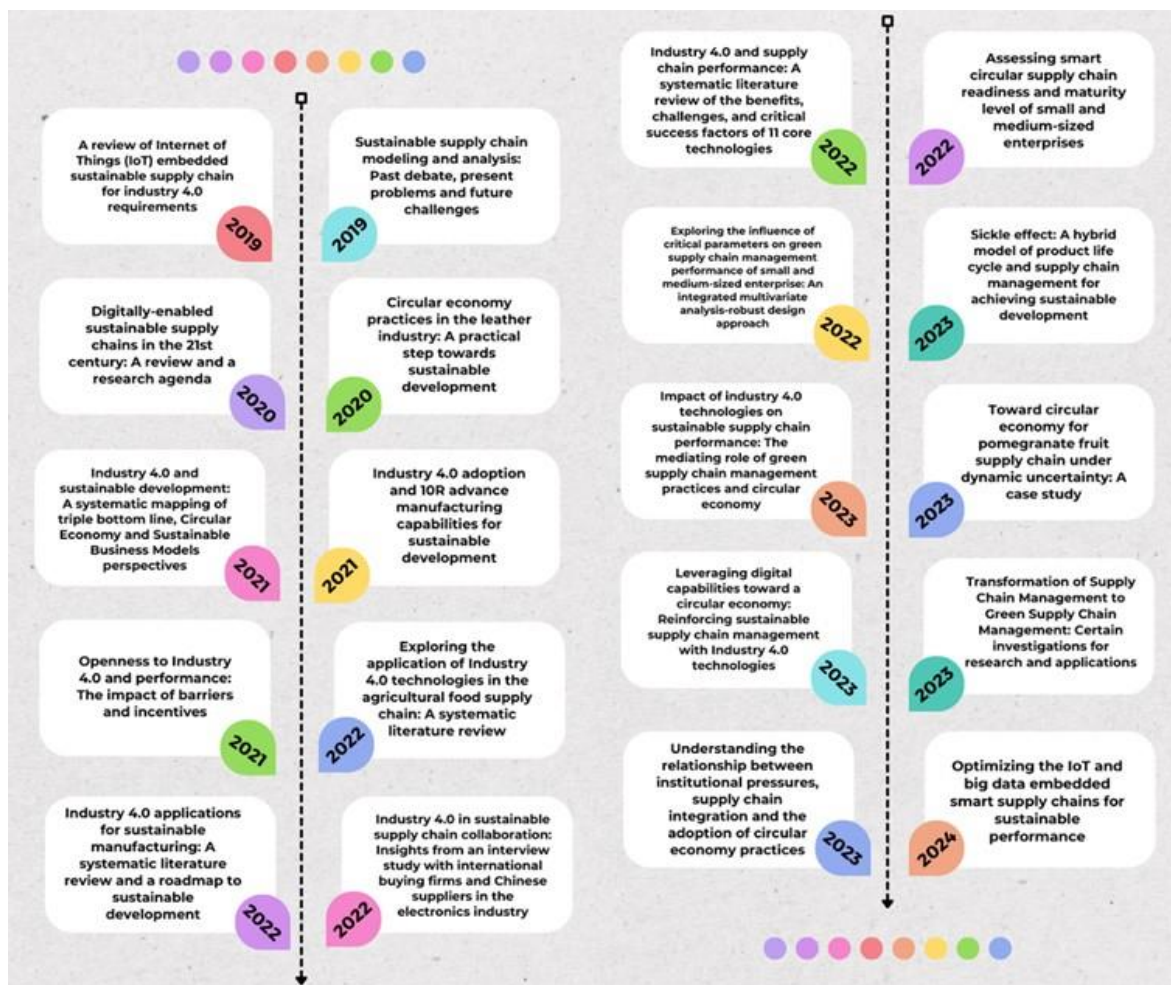 A review of Internet of
Things (IoT) embedded
sustainable supply chain
for industry 4.0
requirements
2019
Sustainable supply chain
modeling and analysis:
Past debate, present
problems and future
challenges
2019
Digitally-enabled
sustainable supply
chains in the 21st
century: A review and a
research agenda
2020
Circular economy
practices in the leather
industry: A practical
step towards
sustainable
development
2020
Industry 4.0 and
sustainable development:
A systematic mapping of
triple bottom line, Circular
Economy and Sustainable
Business Models
perspectives
2021
Industry 4.0 adoption
and 10R advance
manufacturing
capabilities for
sustainable
development
2021
Openness to Industry
4.0 and performance:
The impact of barriers
and incentives
2021
Exploring the
application of Industry
4.0 technologies in the
agricultural food supply
chain: A systematic
literature review
2022
Industry 4.0 applications
for sustainable
manufacturing: A
systematic literature
review and a roadmap to
sustainable
development
2022
Industry 4.0 in sustainable
supply chain collaboration:
Insights from an interview
study with international
buying firms and Chinese
suppliers in the
electronics industry
2022
Industry 4.0 and supply
chain performance: A
systematic literature
review of the benefits,
challenges, and critical
success factors of 11 core
technologies
2022
Assessing smart
circular supply chain
readiness and maturity
level of small and
medium-sized
enterprises
2022
Exploring the influence of
critical parameters on green
supply chain management
performance of small and
medium-sized enterprise: An
integrated multivariate
analysis-robust design
approach
2022
Sickle effect: A hybrid
model of product life
cycle and supply chain
management for
achieving sustainable
development
2023
Impact of industry 4.0
technologies on
sustainable supply chain
performance: The
mediating role of green
supply chain management
practices and circular
economy
2023
Toward circular
economy for
pomegranate fruit
supply chain under
dynamic uncertainty: A
case study
2023
Leveraging digital
capabilities toward a
circular economy:
Reinforcing sustainable
supply chain management
with Industry 4.0
technologies
2023
Transformation of Supply
Chain Management to
Green Supply Chain
Management: Certain
investigations for
research and applications
2023
Understanding the
relationship between
institutional pressures,
supply chain
integration and the
adoption of circular
economy practices
2023
Optimizing the IoT and
big data embedded
smart supply chains for
sustainable
performance
2024